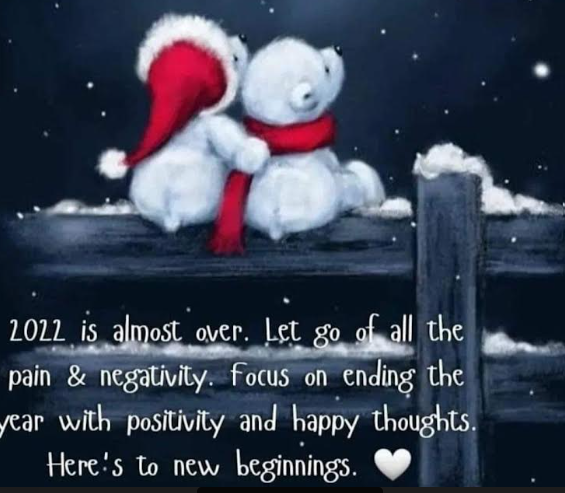 2022 is almost over. Let go of all the
pain & negativity. Focus on ending the
year with positivity and happy thoughts.
Here's to new beginnings. 🤍